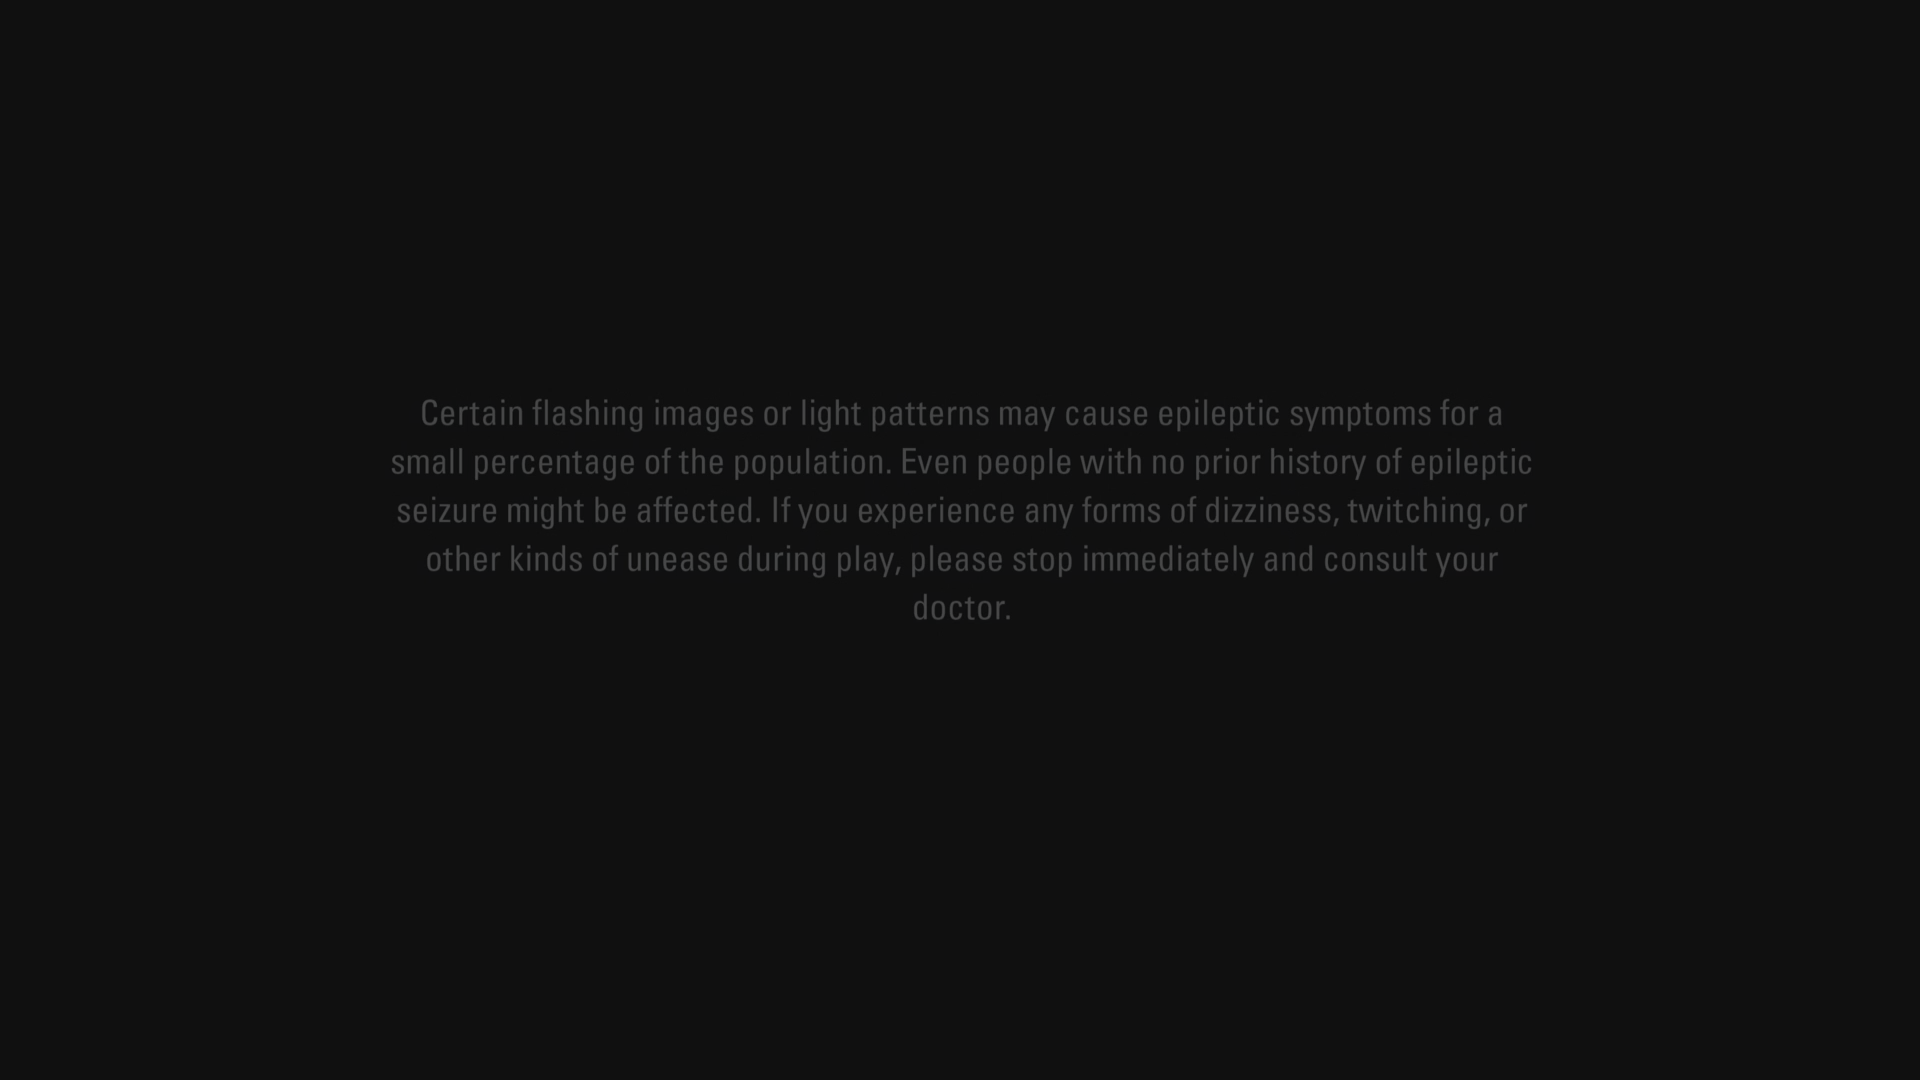 Certain flashing images or light patterns may cause epileptic symptoms for a
small percentage of the population. Even people with no prior history of epileptic
seizure might be affected. If you experience any forms of dizziness, twitching, or
other kinds of unease during play, please stop immediately and consult your
doctor.